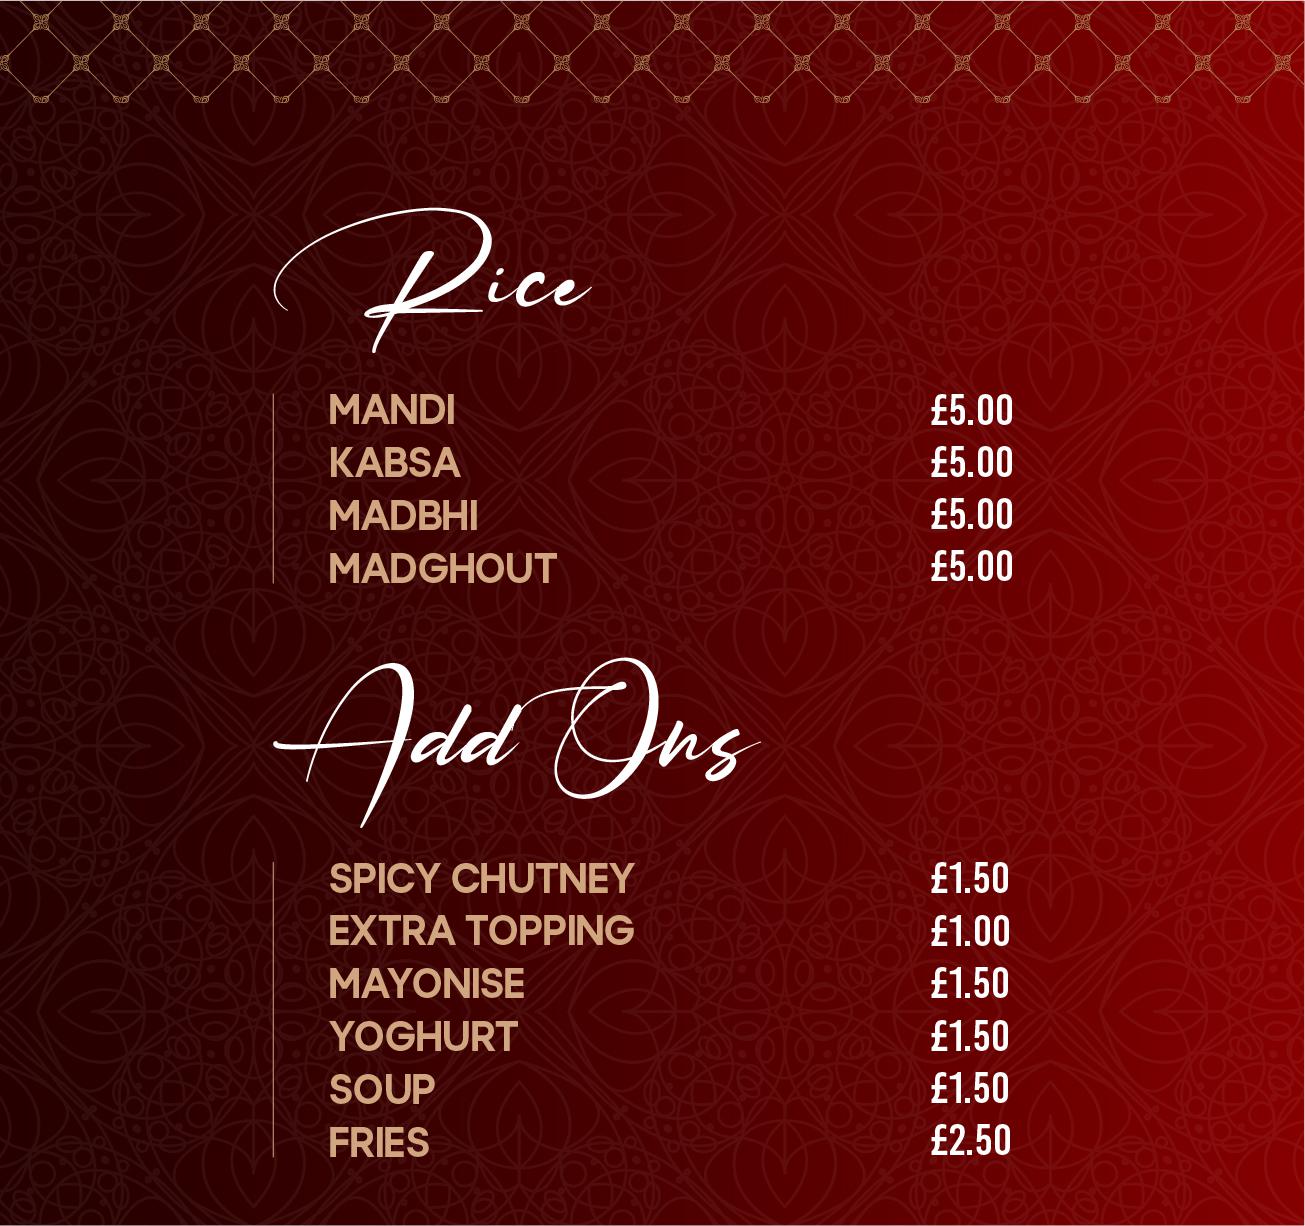 Rice
MANDI £5.00
KABSA £5.00
MADBHI £5.00
MADGHOUT £5.00
Add Ons
SPICY CHUTNEY £1.50
EXTRA TOPPING £1.00
MAYONISE £1.50
YOGHURT £1.50
SOUP £1.50
FRIES £2.50